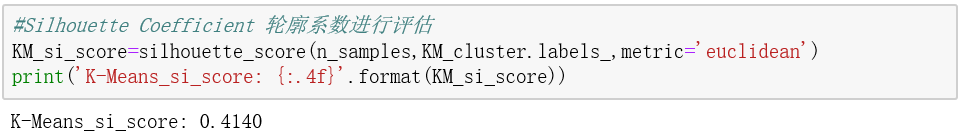 #Silhouette Coefficient 轮廓系数进行评估
KM_si_score=silhouette_score(n_samples,KM_cluster.labels_,metric='euclidean')
print('K-Means_si_score: {:.4f}'.format(KM_si_score))
K-Means_si_score: 0.4140